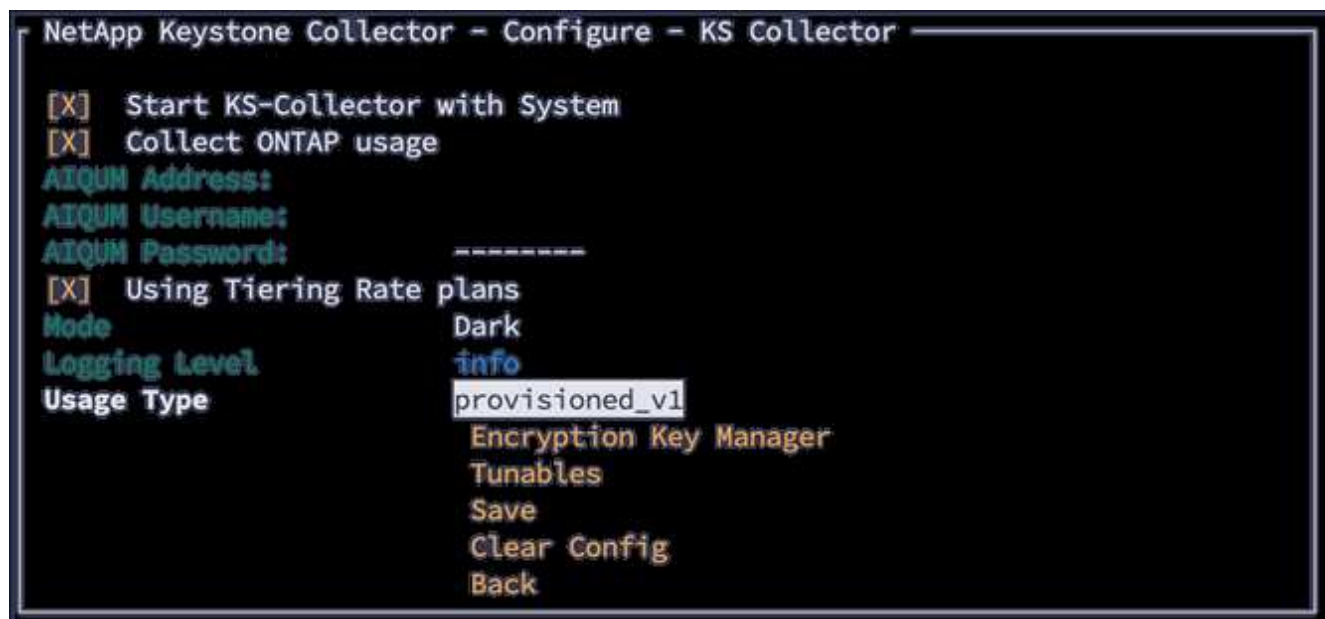 NetApp Keystone Collector - Configure - KS Collector
[X] Start KS-Collector with System
[X] Collect ONTAP usage
AIQUM Address:
AIQUM Username:
AIQUM Password: --------
[X] Using Tiering Rate plans
Mode Dark
Logging Level info
Usage Type provisioned_v1
Encryption Key Manager
Tunables
Save
Clear Config
Back